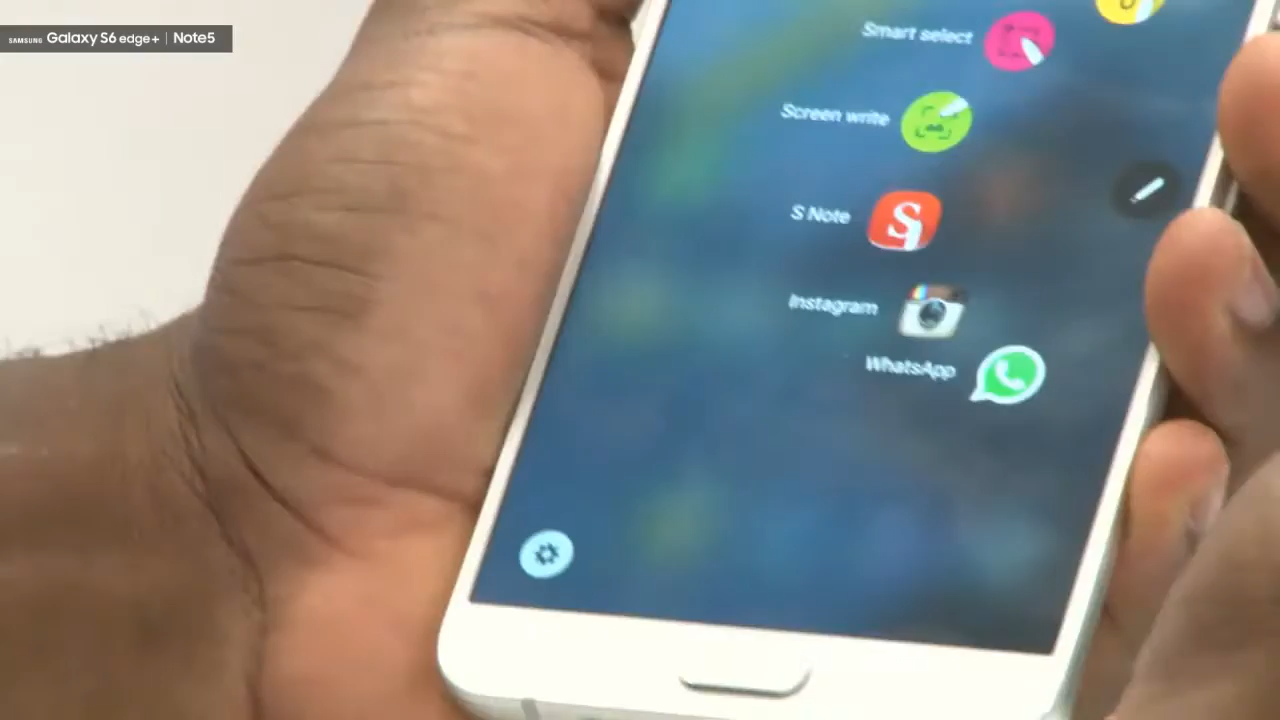 SAMSUNG Galaxy S6 edge+ | Note5
Smart select
Screen write
S Note
S
Instagram
WhatsApp